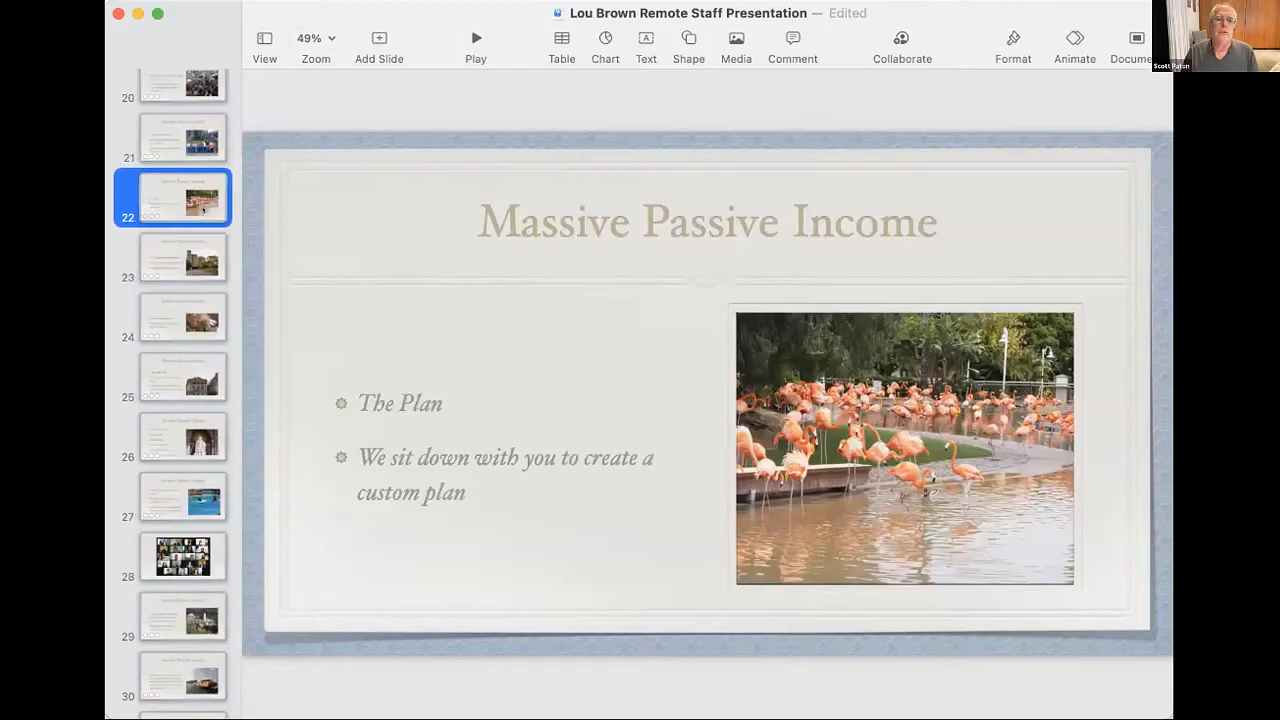 Lou Brown Remote Staff Presentation — Edited
View
49%
Zoom
Add Slide
Play
Table
Chart
Text
Shape
Media
Comment
Collaborate
Format
Animate
Docume
Scott Paton
20
21
22
23
24
25
26
27
28
29
30
Massive Passive Income
The Plan
We sit down with you to create a
custom plan